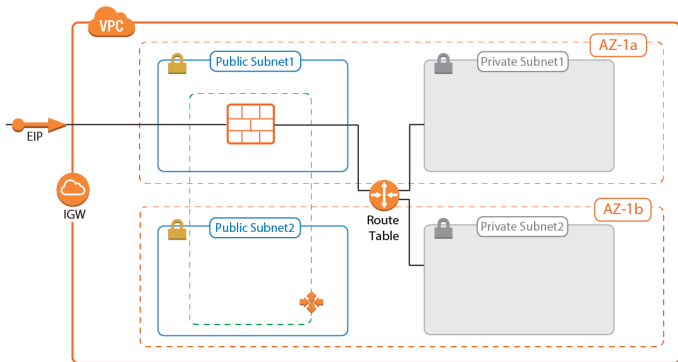 VPC
AZ-1a
Public Subnet1
Private Subnet1
EIP
IGW
Route
Table
AZ-1b
Public Subnet2
Private Subnet2